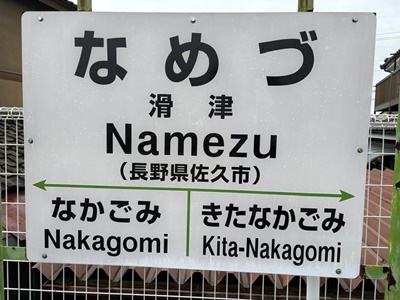 なめづ
滑津
Namezu
(長野県佐久市)
なかごみ きたなかごみ
Nakagomi Kita-Nakagomi